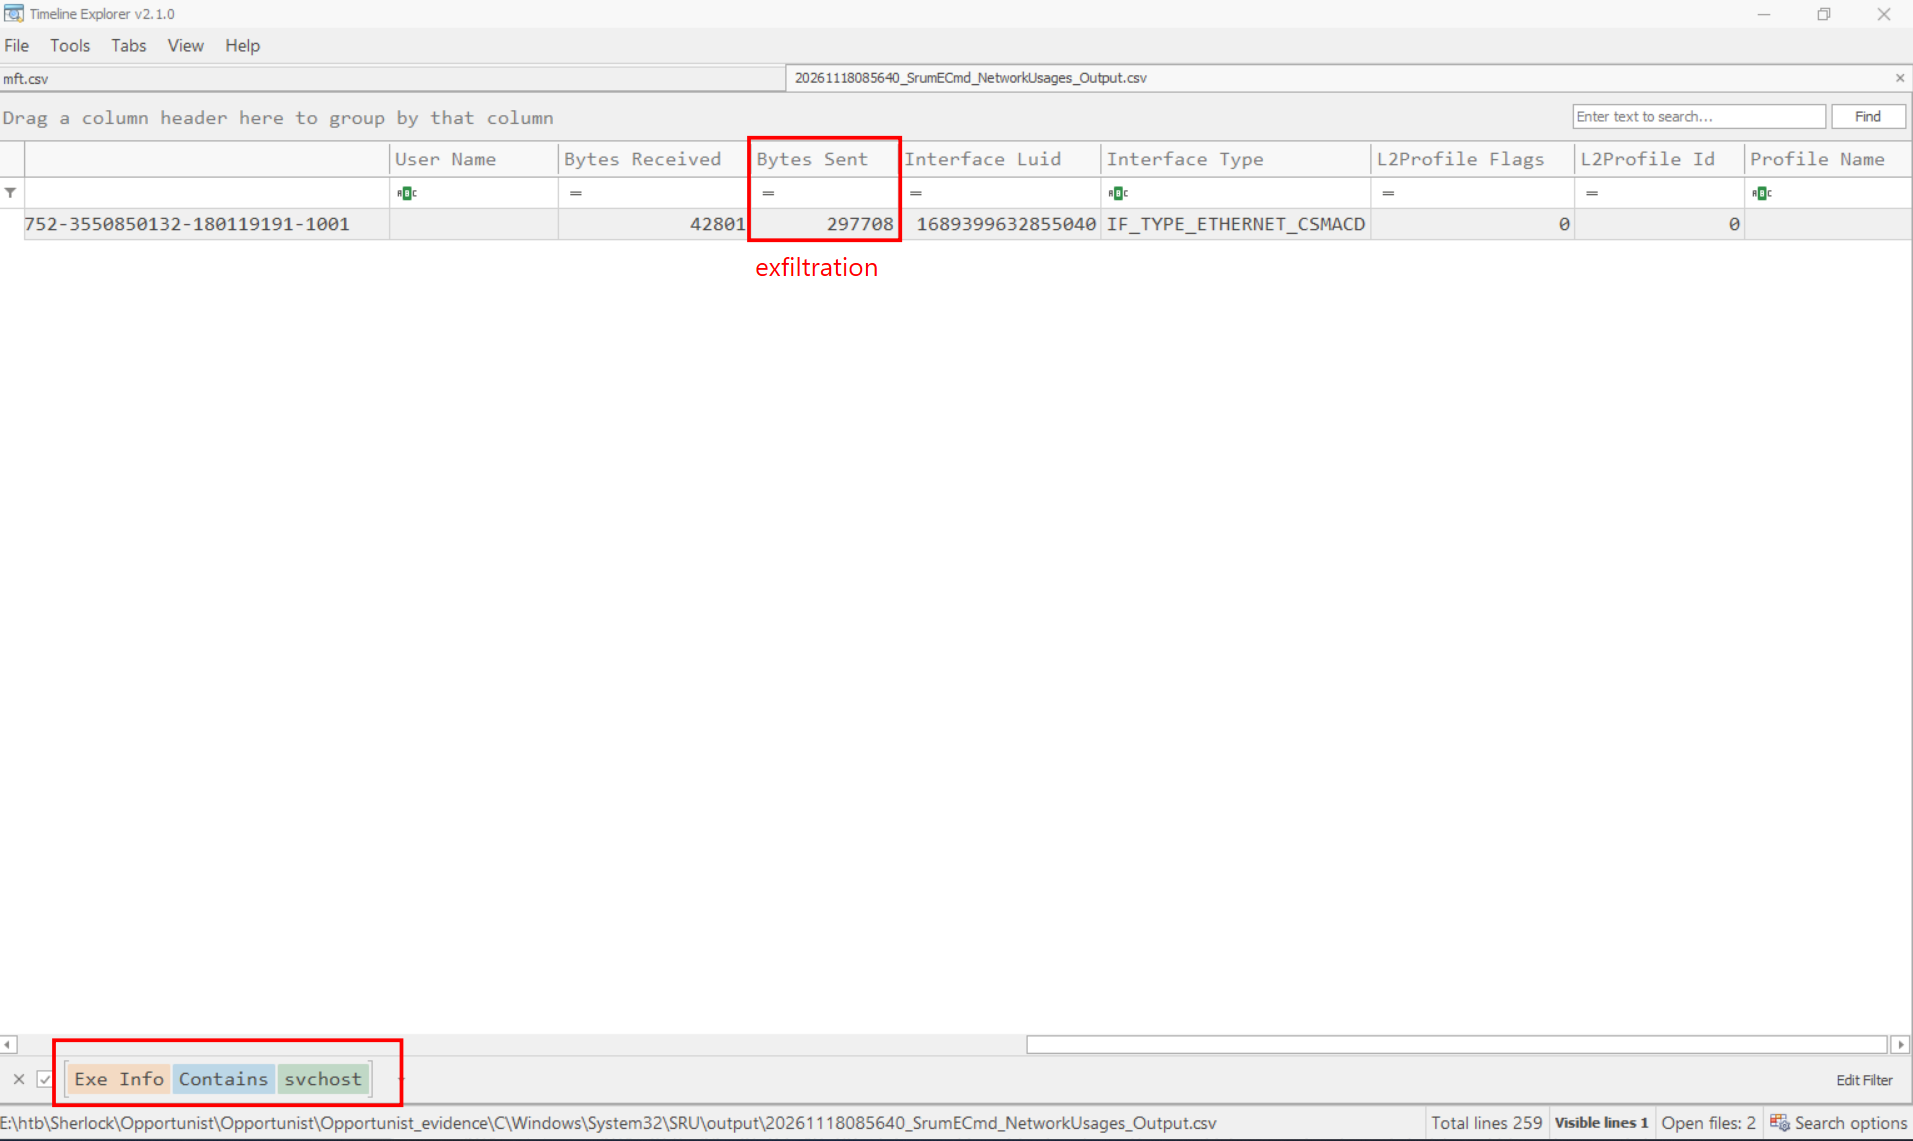 Timeline Explorer v2.1.0
File Tools Tabs View Help
mft.csv 20261118085640_SrumECmd_NetworkUsages_Output.csv
Drag a column header here to group by that column Enter text to search... Find
User Name Bytes Received Bytes Sent Interface Luid Interface Type L2Profile Flags L2Profile Id Profile Name
= = = = =
752-3550850132-180119191-1001 42801 297708 1689399632855040 IF_TYPE_ETHERNET_CSMACD 0 0
exfiltration
Exe Info Contains svchost Edit Filter
E:\htb\Sherlock\Opportunist\Opportunist\Opportunist_evidence\C\Windows\System32\SRU\output\20261118085640_SrumECmd_NetworkUsages_Output.csv Total lines 259 Visible lines 1 Open files: 2 Search options